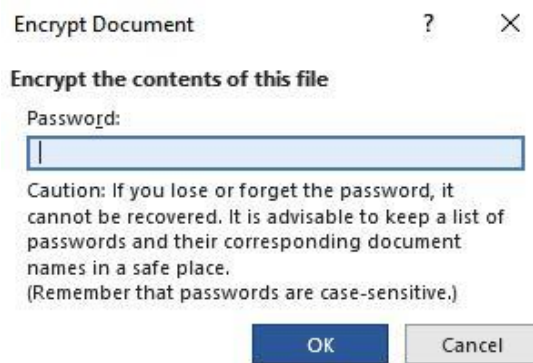 Encrypt Document ? ×
Encrypt the contents of this file
Password:
Caution: If you lose or forget the password, it
cannot be recovered. It is advisable to keep a list of
passwords and their corresponding document
names in a safe place.
(Remember that passwords are case-sensitive.)
OK Cancel